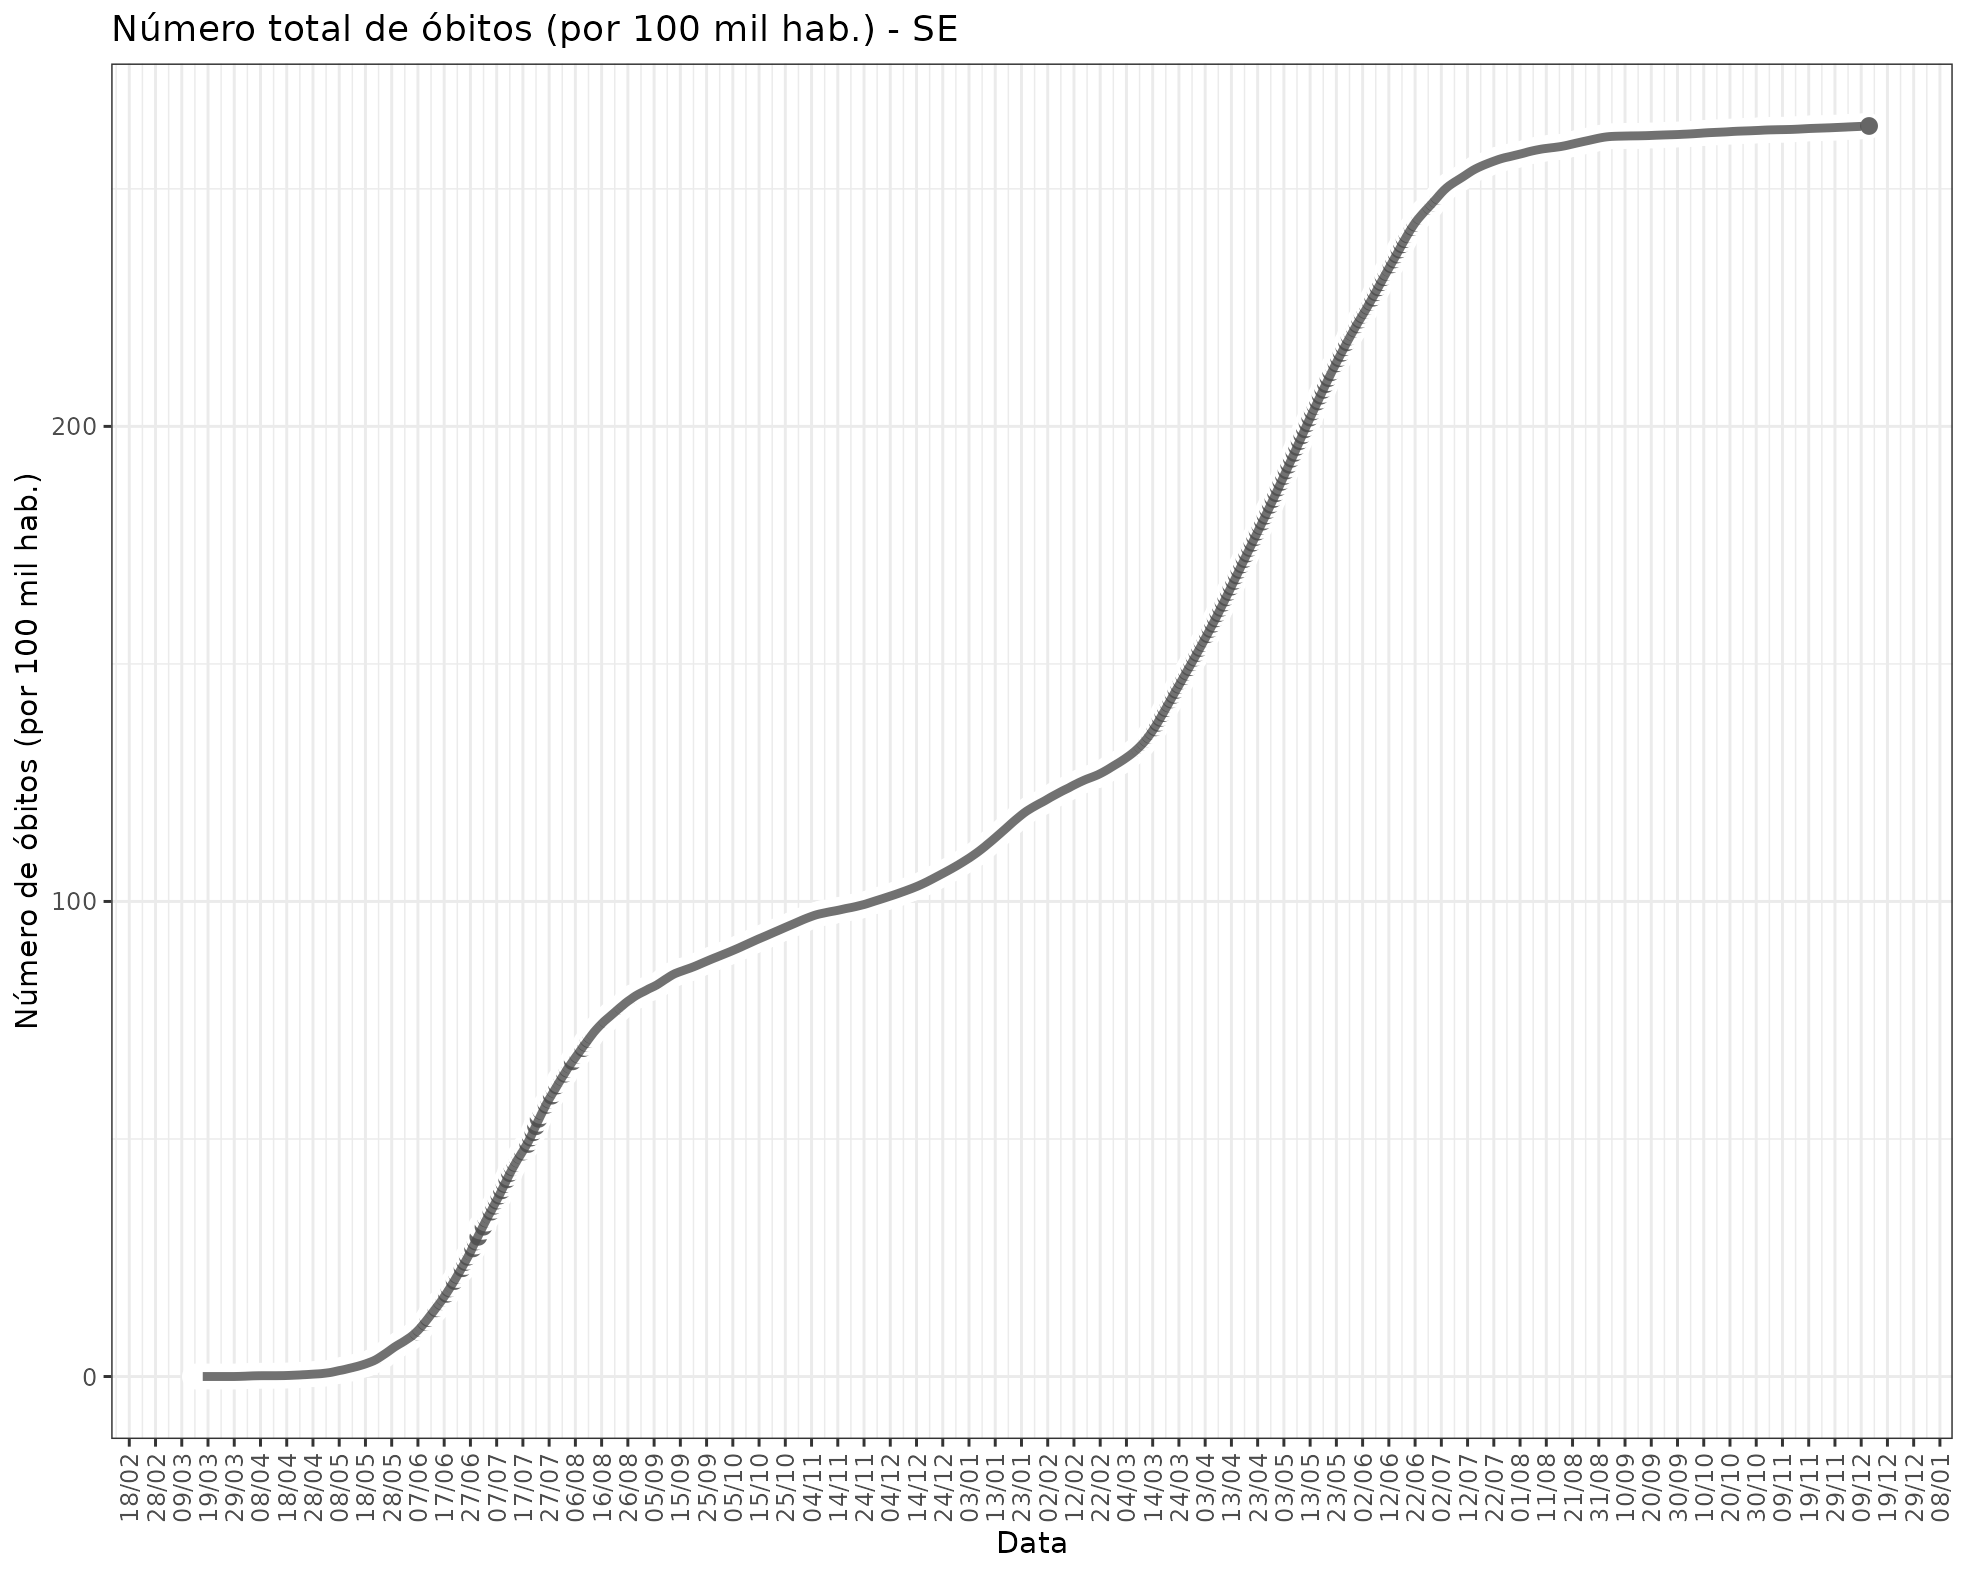 Número total de óbitos (por 100 mil hab.) - SE
Número de óbitos (por 100 mil hab.)
200
100
0
18/02 28/02 09/03 19/03 29/03 08/04 18/04 28/04 08/05 18/05 28/05 07/06 17/06 27/06 07/07 17/07 27/07 06/08 16/08 26/08 05/09 15/09 25/09 05/10 15/10 25/10 04/11 14/11 24/11 04/12 14/12 24/12 03/01 13/01 23/01 02/02 12/02 22/02 04/03 14/03 24/03 03/04 13/04 23/04 03/05 13/05 23/05 02/06 12/06 22/06 02/07 12/07 22/07 01/08 11/08 21/08 31/08 10/09 20/09 30/09 10/10 20/10 30/10 09/11 19/11 29/11 09/12 19/12 29/12 08/01
Data